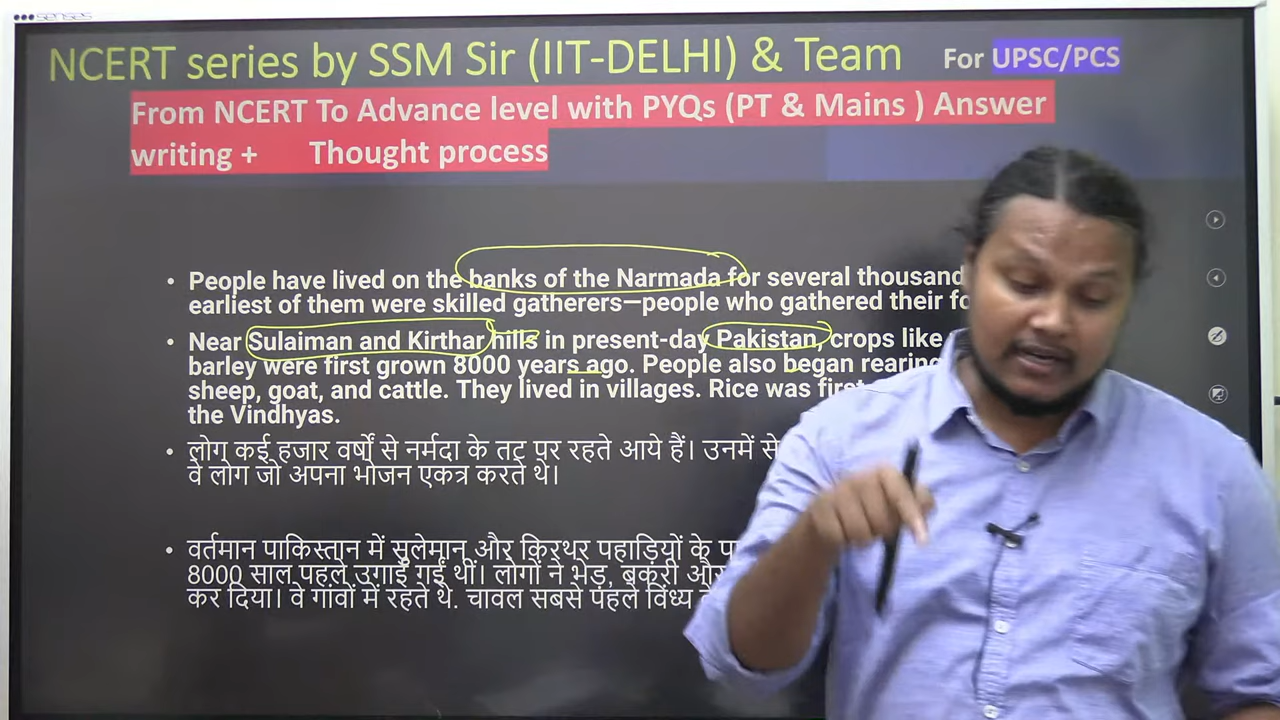 senses
NCERT series by SSM Sir (IIT-DELHI) & Team For UPSC/PCS
From NCERT To Advance level with PYQs (PT & Mains ) Answer
writing + Thought process
• People have lived on the banks of the Narmada for several thousand
earliest of them were skilled gatherers—people who gathered their
• Near Sulaiman and Kirthar hills in present-day Pakistan, crops like
barley were first grown 8000 years ago. People also began rearing
sheep, goat, and cattle. They lived in villages. Rice was
the Vindhyas.
• लोग कई हजार वर्षों से नर्मदा के तट पर रहते आये हैं। उनमें
वे लोग जो अपना भोजन एकत्र करते थे।
• वर्तमान पाकिस्तान में सुलेमान और किरथर पहाड़ियों के
8000 साल पहले उगाई गईं थीं। लोगों ने भेड़, बकरी और
कर दिया। वे गांवों में रहते थे. चावल सबसे पहले विंध्य